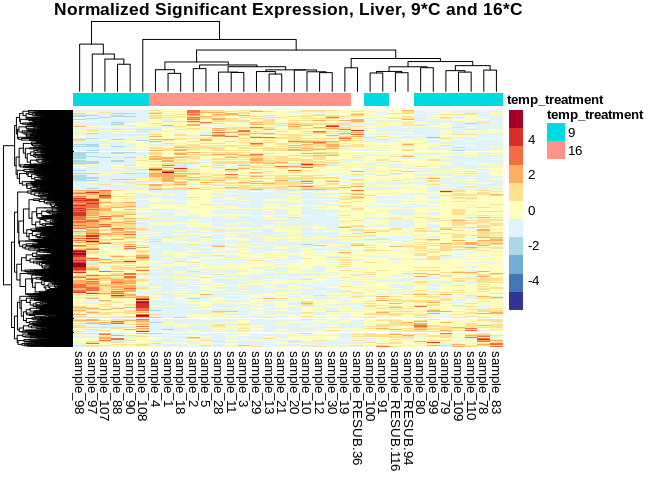 Normalized Significant Expression, Liver, 9*C and 16*C
temp_treatment
temp_treatment
9
16
4
2
0
-2
-4
sample_98
sample_97
sample_107
sample_88
sample_90
sample_108
sample_4
sample_1
sample_18
sample_2
sample_5
sample_28
sample_11
sample_3
sample_29
sample_13
sample_21
sample_20
sample_10
sample_12
sample_30
sample_19
sample_RESUB.36
sample_100
sample_91
sample_RESUB.116
sample_RESUB.94
sample_80
sample_99
sample_79
sample_109
sample_110
sample_78
sample_83